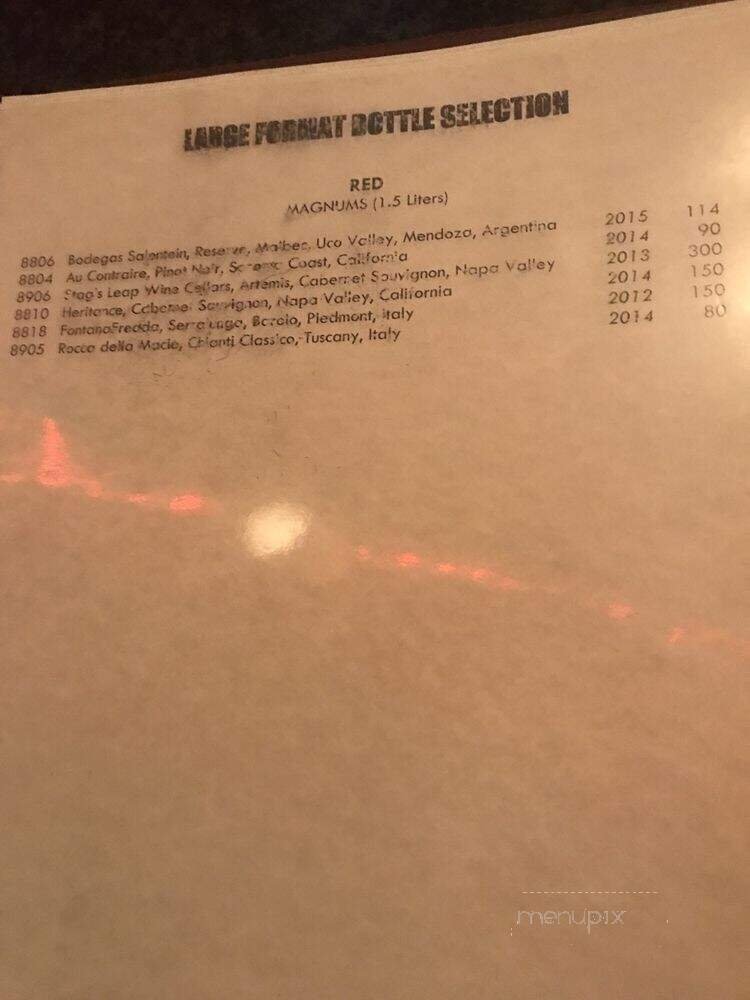 LARGE FORMAT BOTTLE SELECTION
RED
MAGNUMS (1.5 Liters)
8806 Bodegas Salentein, Reserve, Malbec, Uco Valley, Mendoza, Argentina 2015 114
8804 Au Contraire, Pinot Noir, Sonoma Coast, California 2014 90
8906 Stag's Leap Wine Cellars, Artemis, Cabernet Sauvignon, Napa Valley 2013 300
8810 Heritance, Cabernet Sauvignon, Napa Valley, California 2014 150
8818 FontanaFredda, Serralunga, Barolo, Piedmont, Italy 2012 150
8905 Rocca della Macie, Chianti Classico, Tuscany, Italy 2014 80
menupix